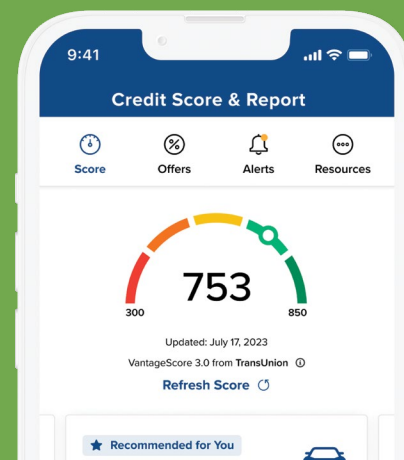 9:41
Credit Score & Report
Score Offers Alerts Resources
753
300 850
Updated: July 17, 2023
VantageScore 3.0 from TransUnion
Refresh Score
Recommended for You